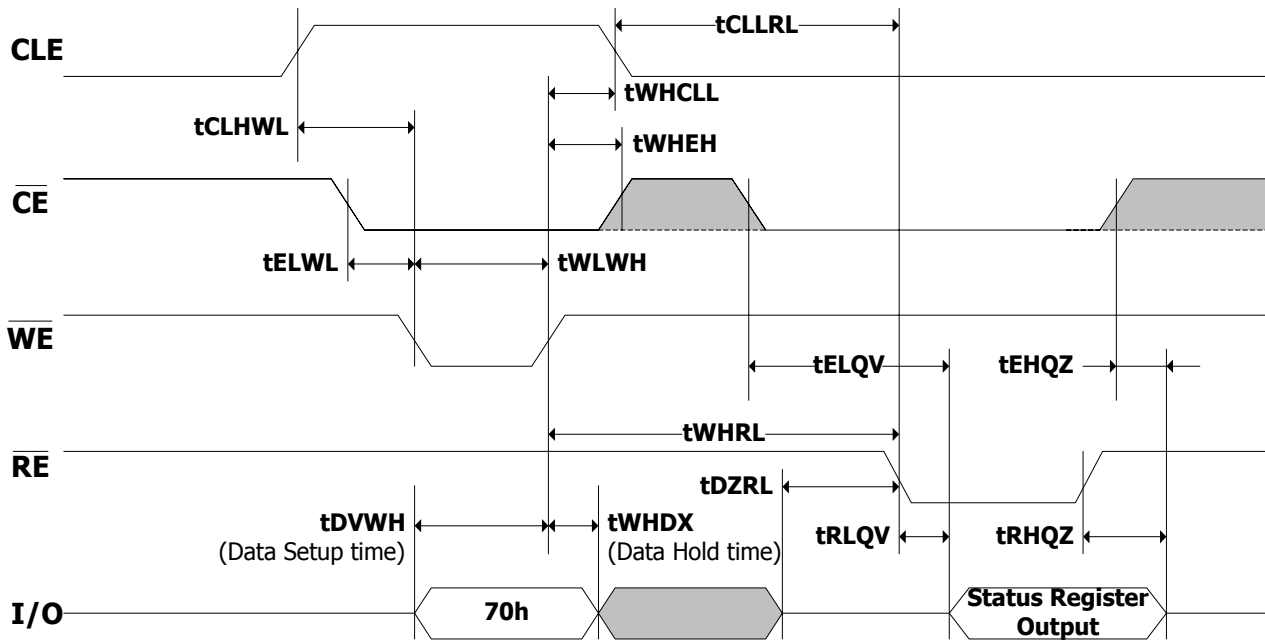 tCLLRL
CLE
tWHCLL
tCLHWL
tWHEH
CE
tELWL
tWLWH
WE
tELQV
tEHQZ
tWHRL
RE
tDZRL
tDVWH
(Data Setup time)
tWHDX
(Data Hold time)
tRLQV
tRHQZ
I/O
70h
Status Register
Output